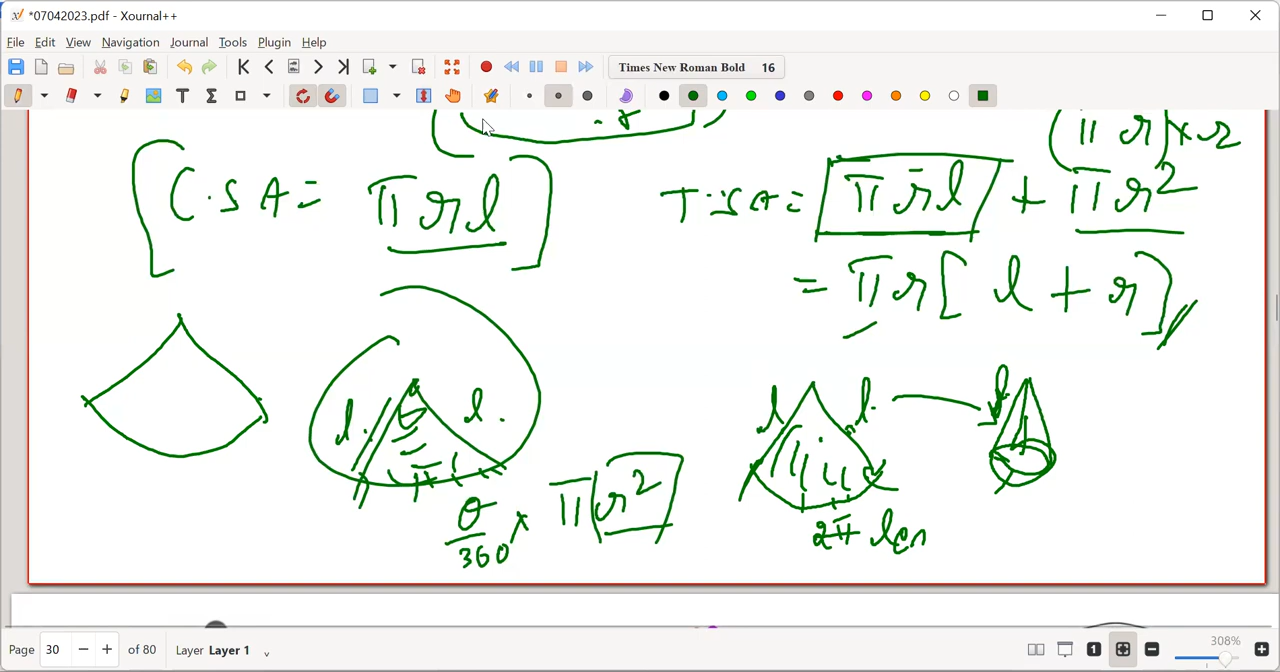 *07042023.pdf - Xournal++
File Edit View Navigation Journal Tools Plugin Help
Times New Roman Bold 16
(πr)×r
C.S A = πrl
T.S A = πrl + πr²
= πr[l + r]
l. θ l.
θ/360 × πr²
l l.
l
2π
Page 30 of 80 Layer Layer 1
308%